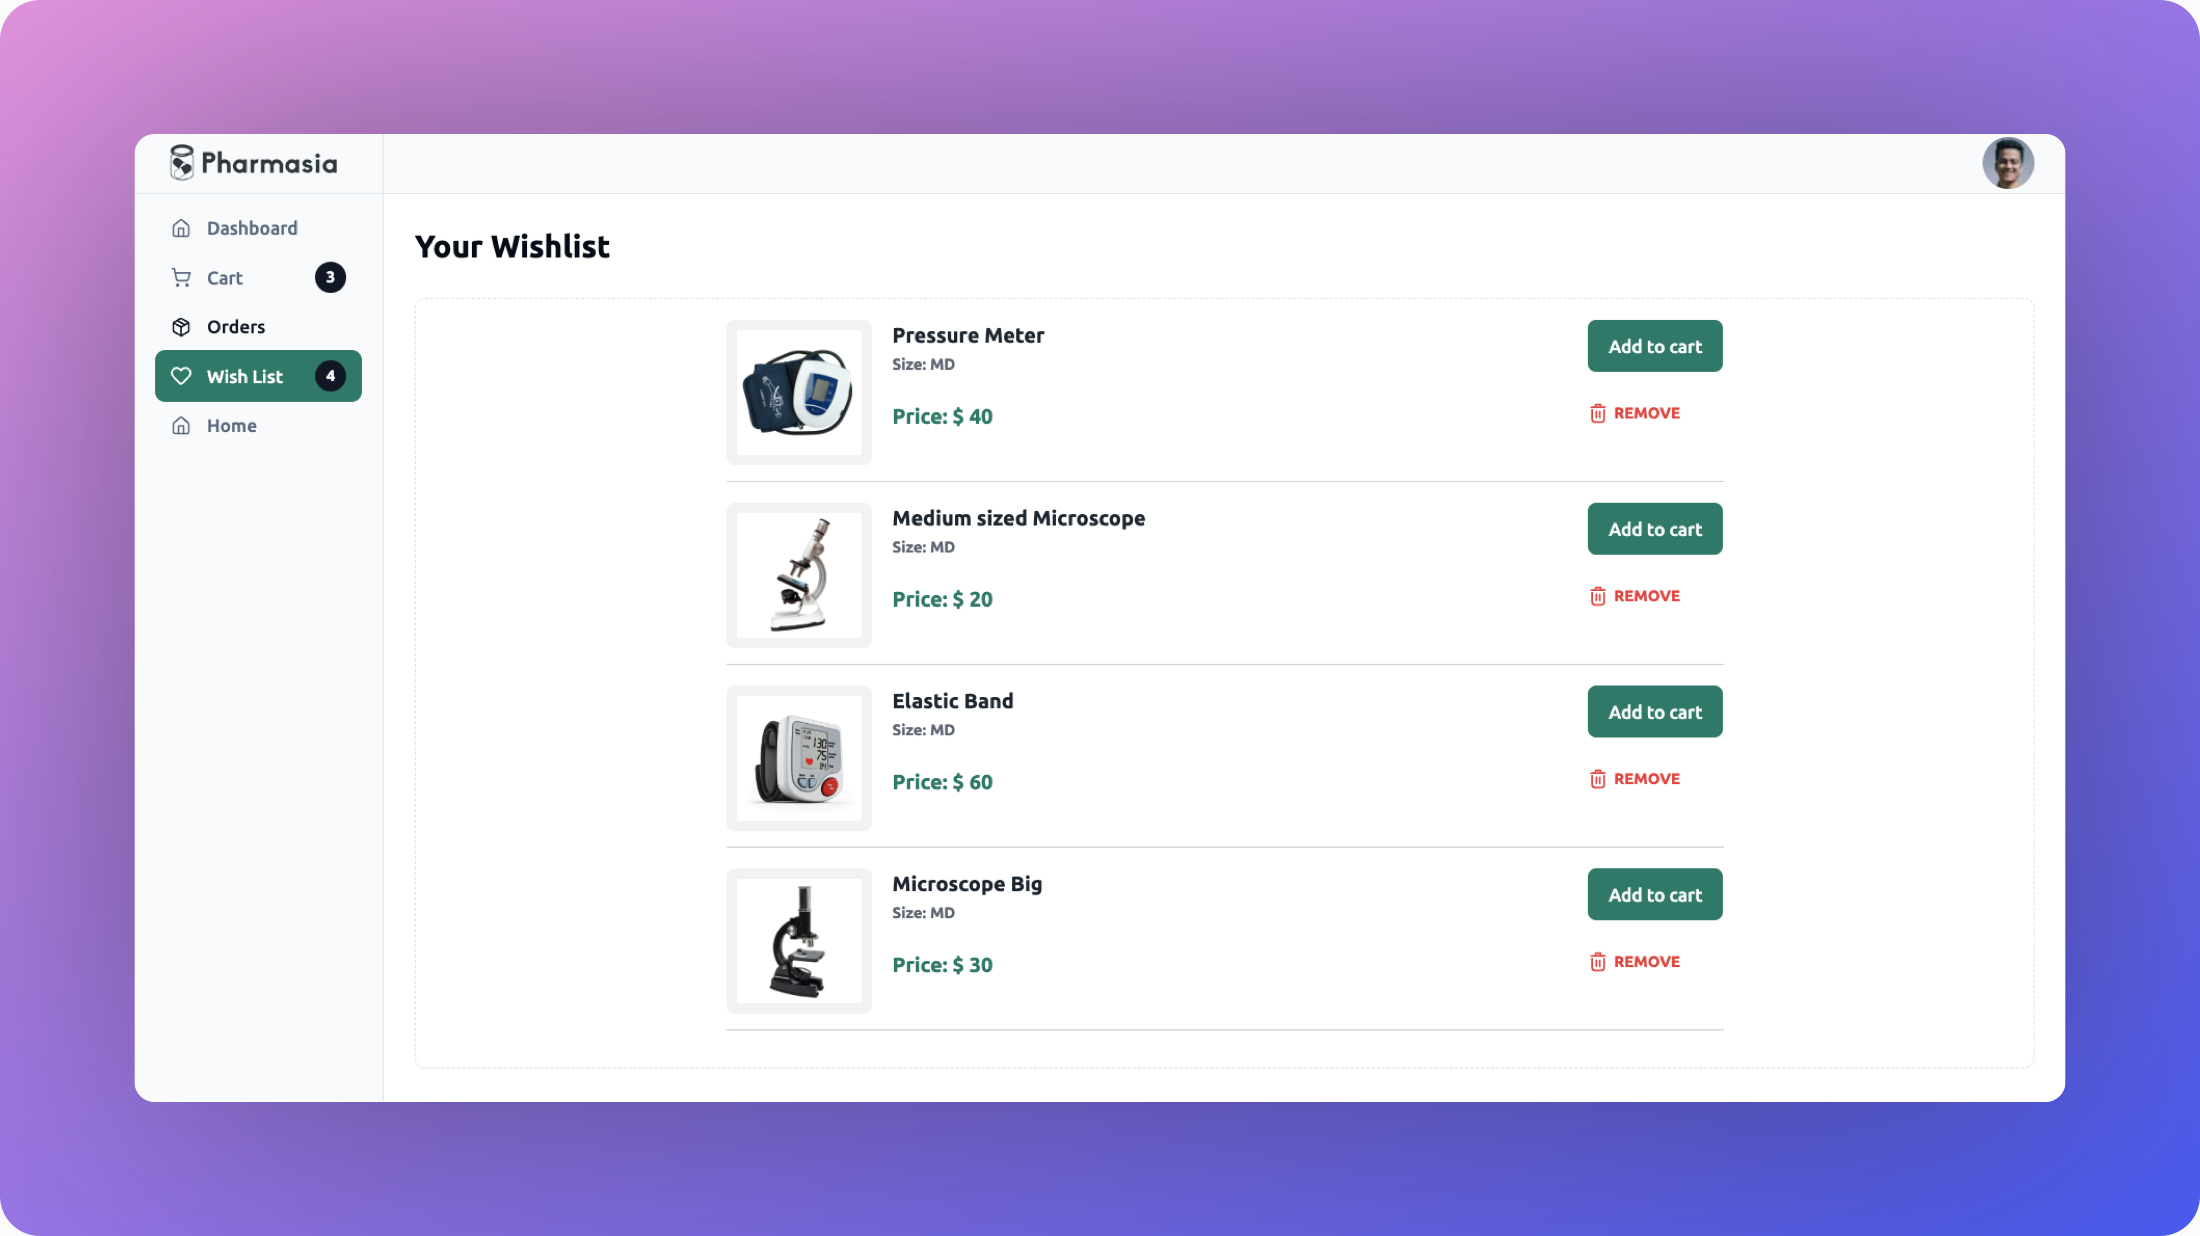 Pharmasia
Dashboard
Cart 3
Orders
Wish List 4
Home
Your Wishlist
Pressure Meter
Size: MD
Price: $ 40
Add to cart
REMOVE
Medium sized Microscope
Size: MD
Price: $ 20
Add to cart
REMOVE
130
75
Elastic Band
Size: MD
Price: $ 60
Add to cart
REMOVE
Microscope Big
Size: MD
Price: $ 30
Add to cart
REMOVE